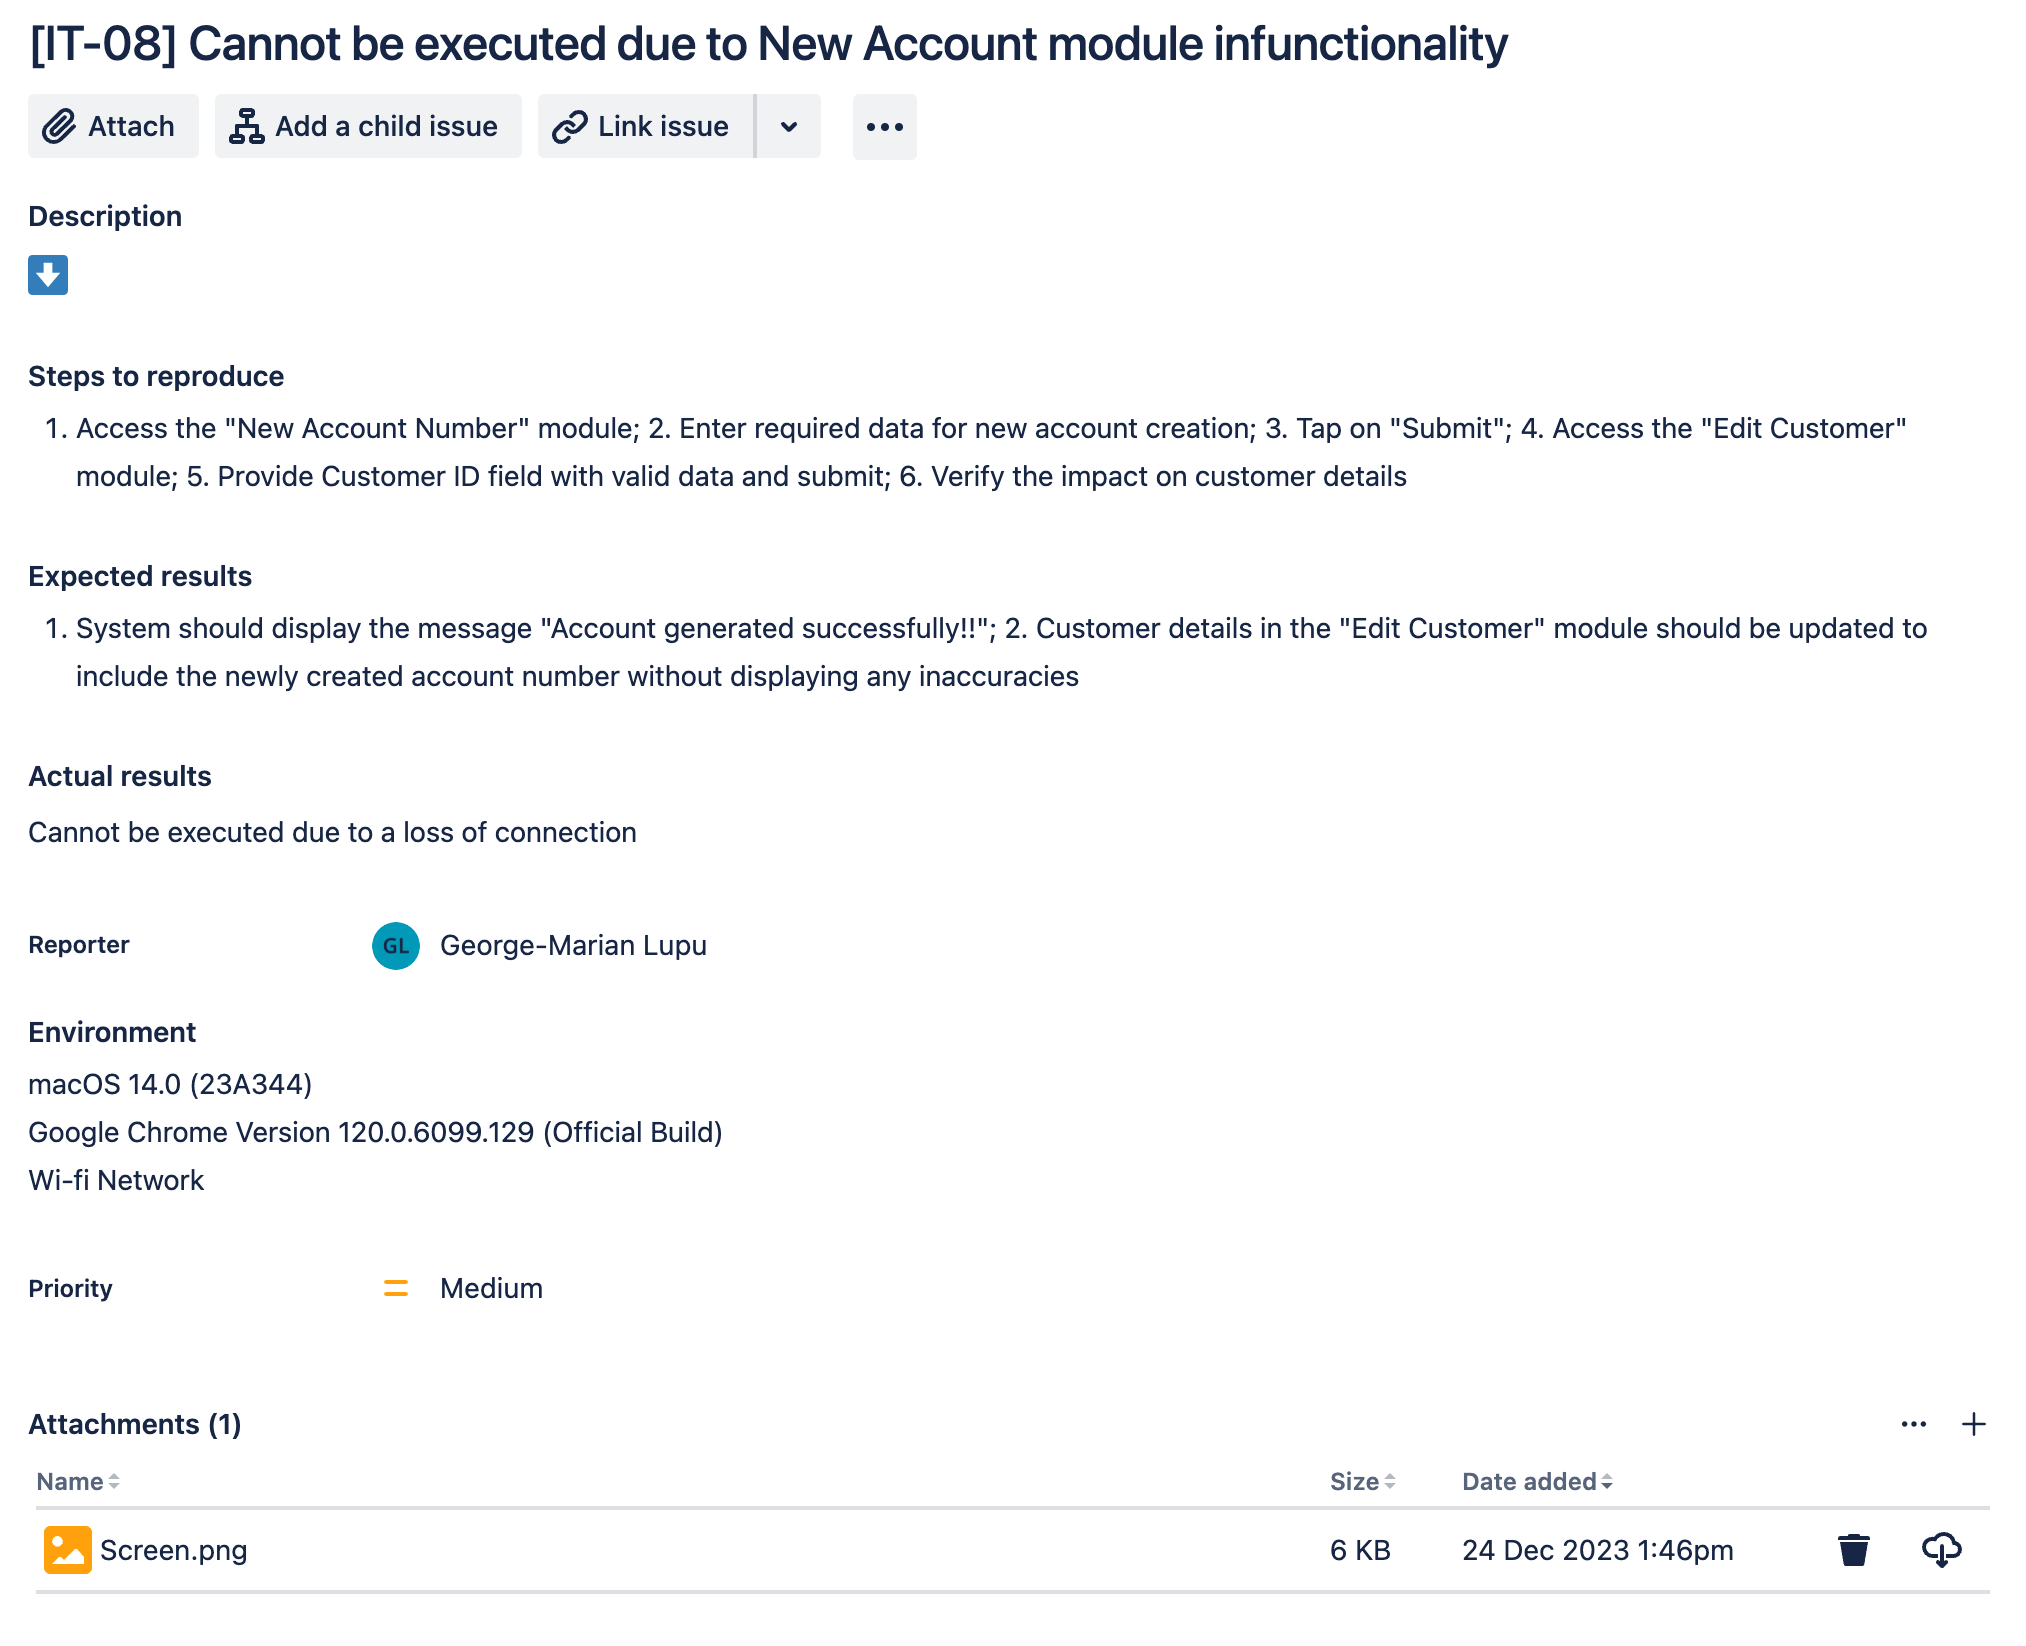 [IT-08] Cannot be executed due to New Account module infunctionality
Attach
Add a child issue
Link issue
Description
Steps to reproduce
1. Access the "New Account Number" module; 2. Enter required data for new account creation; 3. Tap on "Submit"; 4. Access the "Edit Customer"
module; 5. Provide Customer ID field with valid data and submit; 6. Verify the impact on customer details
Expected results
1. System should display the message "Account generated successfully!!"; 2. Customer details in the "Edit Customer" module should be updated to
include the newly created account number without displaying any inaccuracies
Actual results
Cannot be executed due to a loss of connection
Reporter GL George-Marian Lupu
Environment
macOS 14.0 (23A344)
Google Chrome Version 120.0.6099.129 (Official Build)
Wi-fi Network
Priority Medium
Attachments (1)
Name Size Date added
Screen.png 6 KB 24 Dec 2023 1:46pm